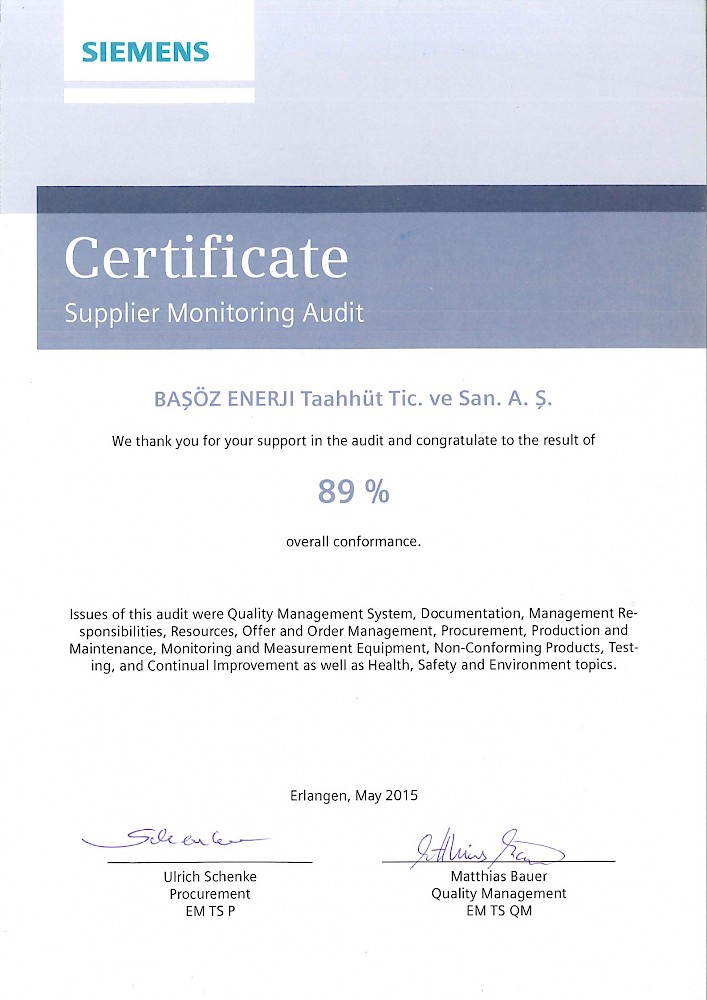 SIEMENS
Certificate
Supplier Monitoring Audit
BAŞÖZ ENERJI Taahhüt Tic. ve San. A. Ş.
We thank you for your support in the audit and congratulate to the result of
89 %
overall conformance.
Issues of this audit were Quality Management System, Documentation, Management Re-
sponsibilities, Resources, Offer and Order Management, Procurement, Production and
Maintenance, Monitoring and Measurement Equipment, Non-Conforming Products, Test-
ing, and Continual Improvement as well as Health, Safety and Environment topics.
Erlangen, May 2015
Ulrich Schenke
Procurement
EM TS P
Matthias Bauer
Quality Management
EM TS QM